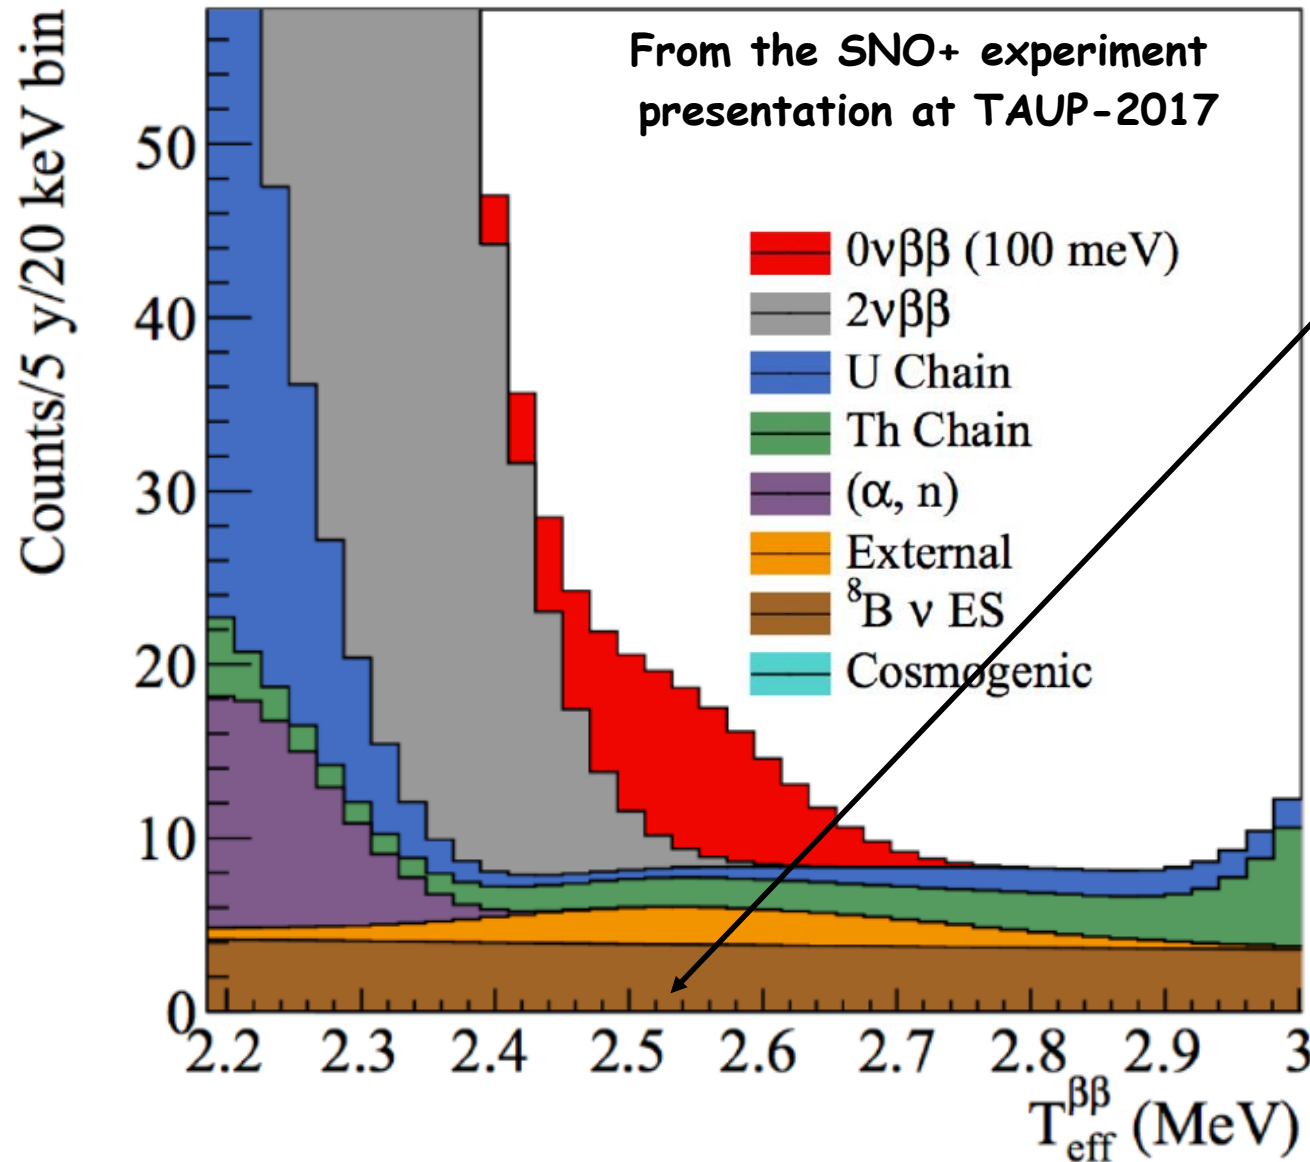 From the SNO+ experiment
presentation at TAUP-2017
Counts/5 y/20 keV bin
50
40
30
20
10
0
0νββ (100 meV)
2νββ
U Chain
Th Chain
(α, n)
External
⁸B ν ES
Cosmogenic
2.2 2.3 2.4 2.5 2.6 2.7 2.8 2.9 3
T_eff^ββ (MeV)